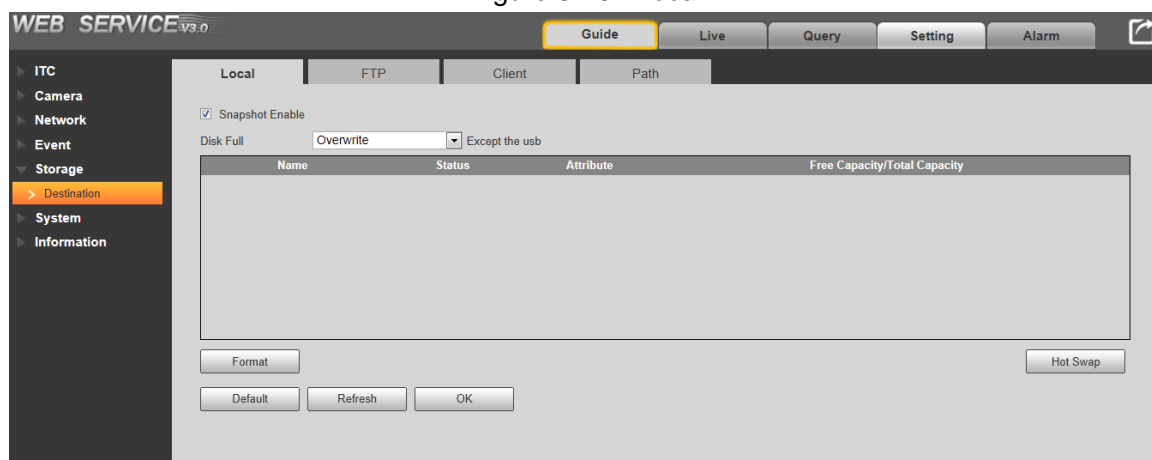 WEB SERVICE V3.0
Guide Live Query Setting Alarm
ITC
Camera
Network
Event
Storage
Destination
System
Information
Local FTP Client Path
Snapshot Enable
Disk Full Overwrite Except the usb
Name Status Attribute Free Capacity/Total Capacity
Format Hot Swap
Default Refresh OK